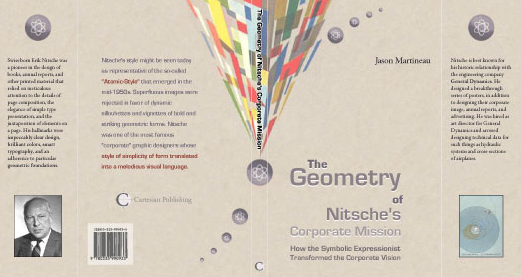 Swiss-born Erik Nitsche was
a pioneer in the design of
books, annual reports, and
other printed material that
relied on meticulous
attention to the details of
page composition, the
elegance of simple type
presentation, and the
juxtaposition of elements on
a page. His hallmarks were
impeccably clear design,
brilliant colors, smart
typography, and an
adherence to particular
geometric foundations.
Nitsche's style might be seen today
as representative of the so-called
"Atomic-Style" that emerged in the
mid-1950s. Superfluous images were
rejected in favor of dynamic
silhouettes and vignettes of bold and
striking geometric forms. Nitsche
was one of the most famous
"corporate" graphic designers whose
style of simplicity of form translated
into a melodious visual language.
C Cartesian Publishing
The Geometry of Nitsche's Corporate Mission
C
Jason Martineau
The
Geometry
of
Nitsche's
Corporate Mission
How the Symbolic Expressionist
Transformed the Corporate Vision
Nitsche is best known for
his historic relationship with
the engineering company
General Dynamics. He
designed a breakthrough
series of posters, in addition
to designing their corporate
image, annual reports, and
advertising. He was hired as
art director for General
Dynamics and advised
designing technical data for
such things as hydraulic
systems and cross sections
of airplanes.